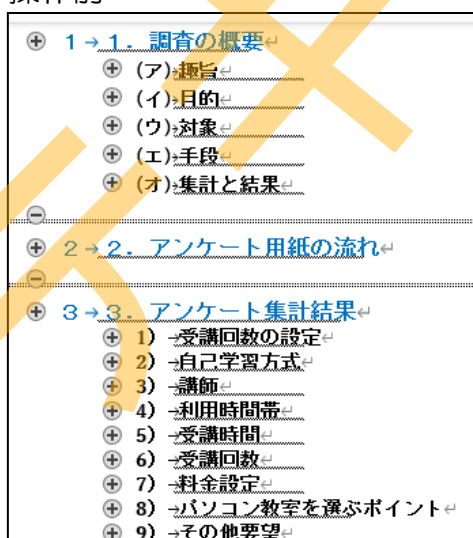 1→1. 調査の概要↵
(ア)→趣旨↵
(イ)→目的↵
(ウ)→対象↵
(エ)→手段↵
(オ)→集計と結果↵
2→2. アンケート用紙の流れ↵
3→3. アンケート集計結果↵
1) →受講回数の設定↵
2) →自己学習方式↵
3) →講師↵
4) →利用時間帯↵
5) →受講時間↵
6) →受講回数↵
7) →料金設定↵
8) →パソコン教室を選ぶポイント↵
9) →その他要望↵